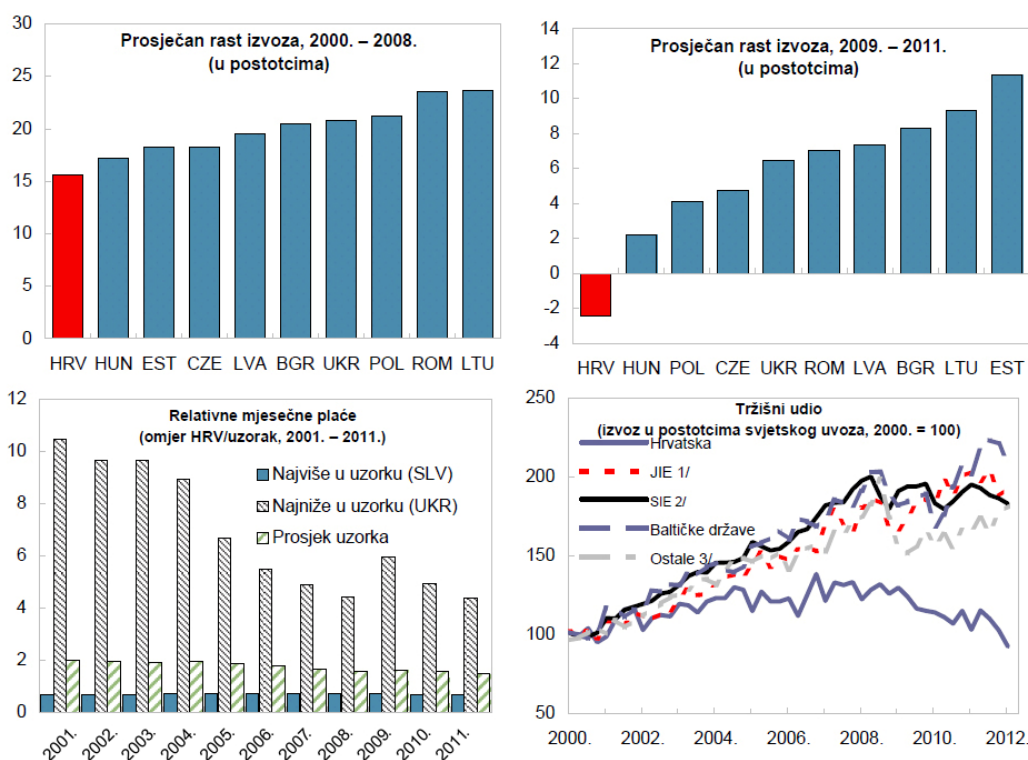 Prosječan rast izvoza, 2000. – 2008.
(u postotcima)
30
25
20
15
10
5
0
HRV HUN EST CZE LVA BGR UKR POL ROM LTU
Prosječan rast izvoza, 2009. – 2011.
(u postotcima)
14
12
10
8
6
4
2
0
-2
-4
HRV HUN POL CZE UKR ROM LVA BGR LTU EST
Relativne mjesečne plaće
(omjer HRV/uzorak, 2001. – 2011.)
Najviše u uzorku (SLV)
Najniže u uzorku (UKR)
Prosjek uzorka
12
10
8
6
4
2
0
2001. 2002. 2003. 2004. 2005. 2006. 2007. 2008. 2009. 2010. 2011.
Tržišni udio
(izvoz u postotcima svjetskog uvoza, 2000. = 100)
Hrvatska
JIE 1/
SIE 2/
Baltičke države
Ostale 3/
250
200
150
100
50
2000. 2002. 2004. 2006. 2008. 2010. 2012.